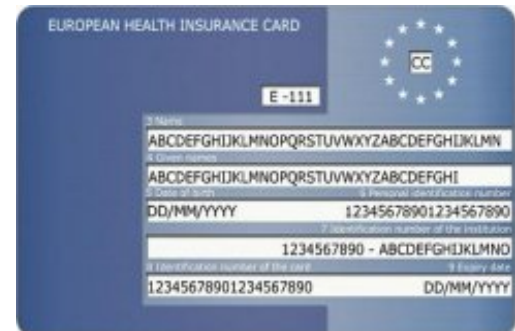 EUROPEAN HEALTH INSURANCE CARD
CC
E -111
3 Name
ABCDEFGHIJKLMNOPQRSTUVWXYZABCDEFGHIJKLMN
4 Given names
ABCDEFGHIJKLMNOPQRSTUVWXYZABCDEFGHI
5 Date of birth 6 Personal identification number
DD/MM/YYYY 12345678901234567890
7 Identification number of the institution
1234567890 - ABCDEFGHIJKLMNO
8 Identification number of the card 9 Expiry date
12345678901234567890 DD/MM/YYYY